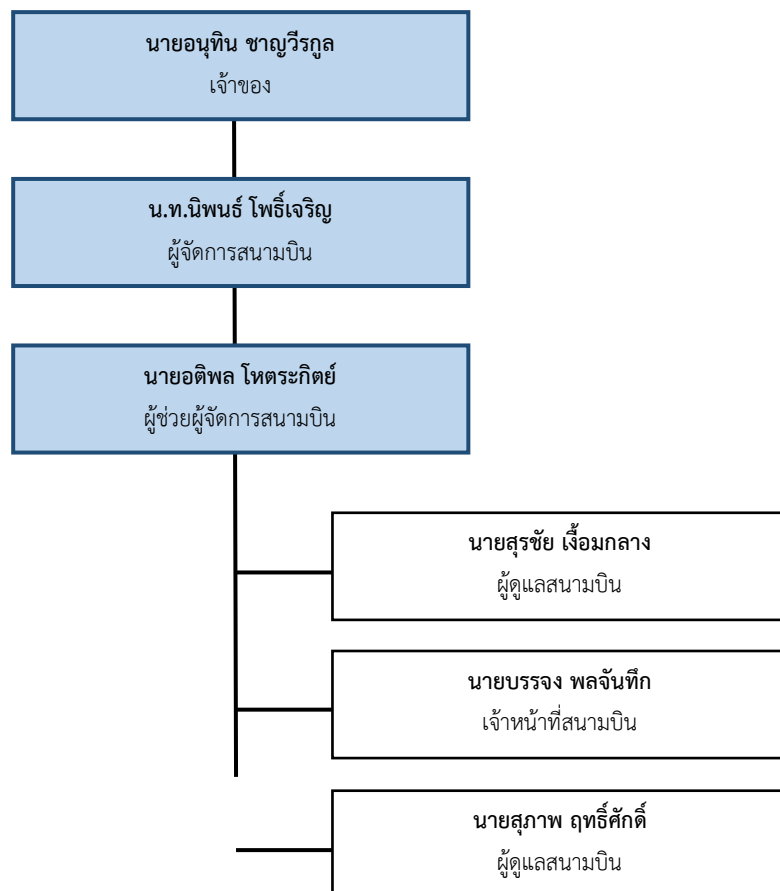 นายอนุทิน ชาญวีรกูล
เจ้าของ
น.ท.นิพนธ์ โพธิ์เจริญ
ผู้จัดการสนามบิน
นายอติพล โหตระกิตย์
ผู้ช่วยผู้จัดการสนามบิน
นายสุรชัย เงื้อมกลาง
ผู้ดูแลสนามบิน
นายบรรจง พลจันทึก
เจ้าหน้าที่สนามบิน
นายสุภาพ ฤทธิ์ศักดิ์
ผู้ดูแลสนามบิน